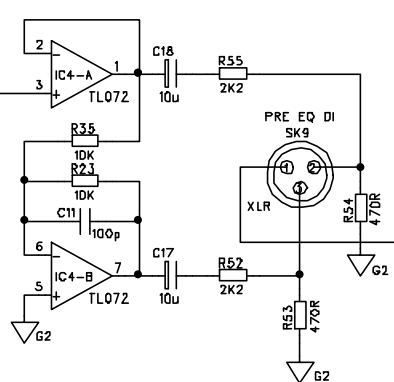 2
IC4-A
1
3
TL072
C18
10u
R55
2K2
PRE EQ DI
SK9
1
2
3
XLR
R54
470R
G2
R35
10K
R23
10K
C11
100p
6
IC4-B
7
5
TL072
G2
C17
10u
R52
2K2
R53
470R
G2